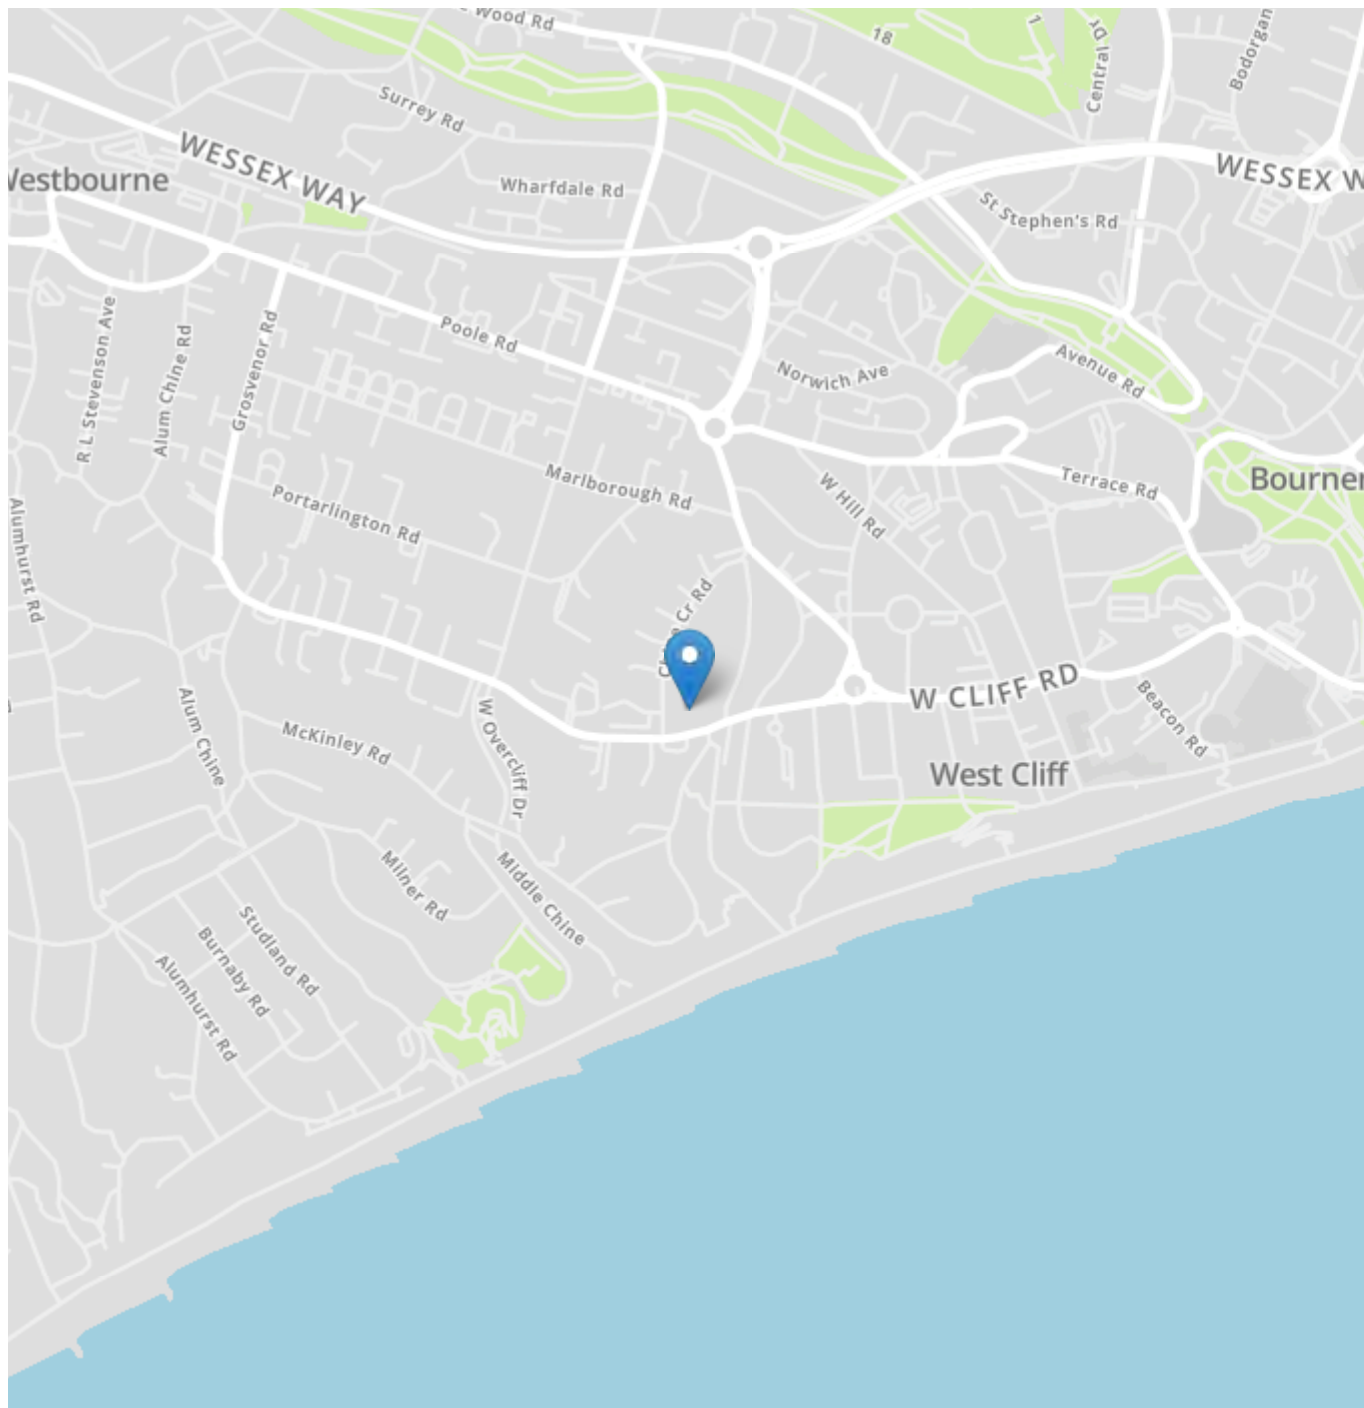 Wood Rd
18
1
Central Dr
Bodorgan
Surrey Rd
WESSEX WAY
Westbourne
Wharfdale Rd
St Stephen's Rd
WESSEX W
R L Stevenson Ave
Alum Chine Rd
Grosvenor Rd
Poole Rd
Norwich Ave
Avenue Rd
Marlborough Rd
Portarlington Rd
W Hill Rd
Terrace Rd
Bourner
Alumhurst Rd
Cr Rd
W CLIFF RD
Beacon Rd
Alum Chine
McKinley Rd
W Overcliff Dr
West Cliff
Milner Rd
Middle Chine
Studland Rd
Burnaby Rd
Alumhurst Rd